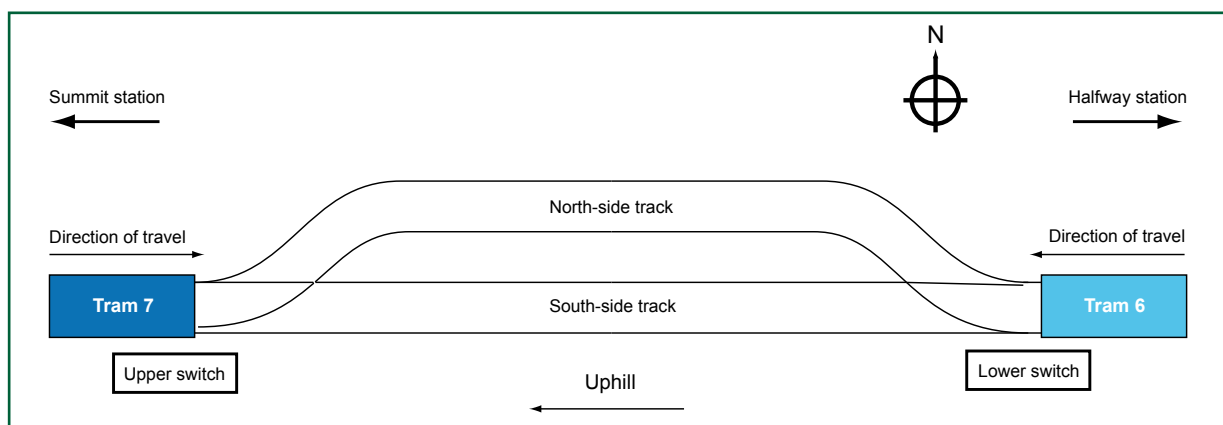 N
Summit station
Halfway station
North-side track
Direction of travel
Direction of travel
Tram 7
South-side track
Tram 6
Upper switch
Lower switch
Uphill